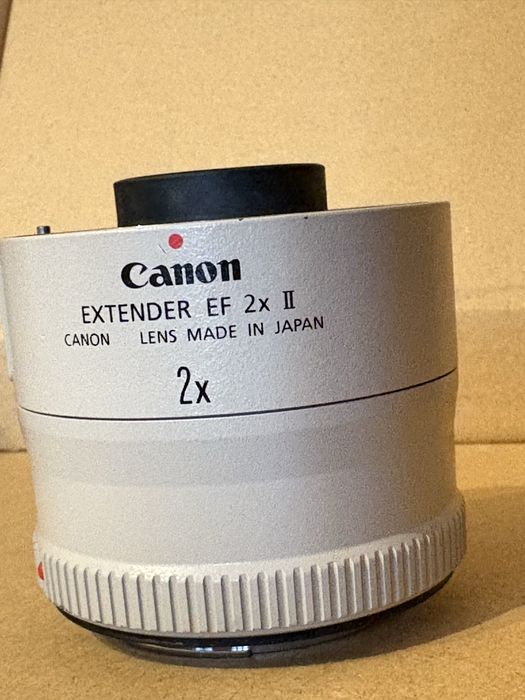 Canon
EXTENDER EF 2x II
CANON LENS MADE IN JAPAN
2x